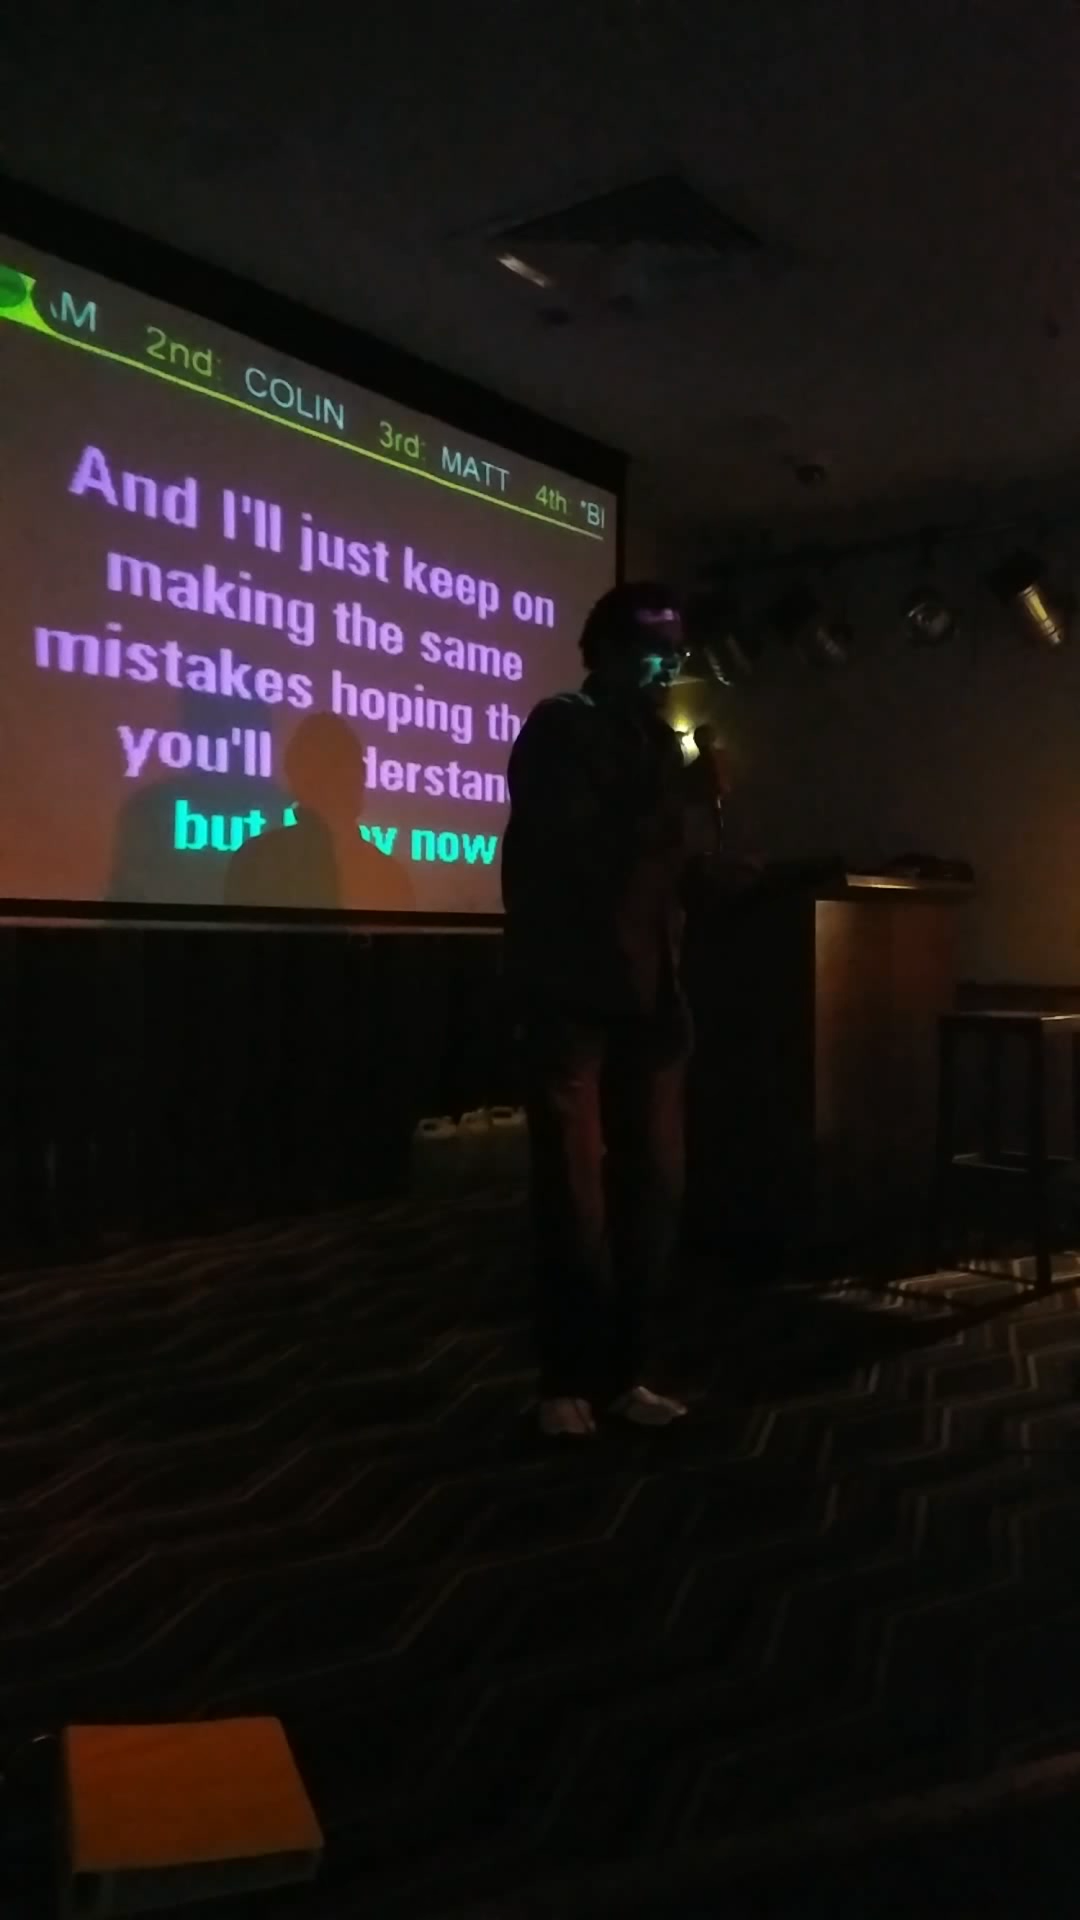 2nd: COLIN 3rd: MATT 4th:
And I'll just keep on
making the same
mistakes hoping
you'll
but now